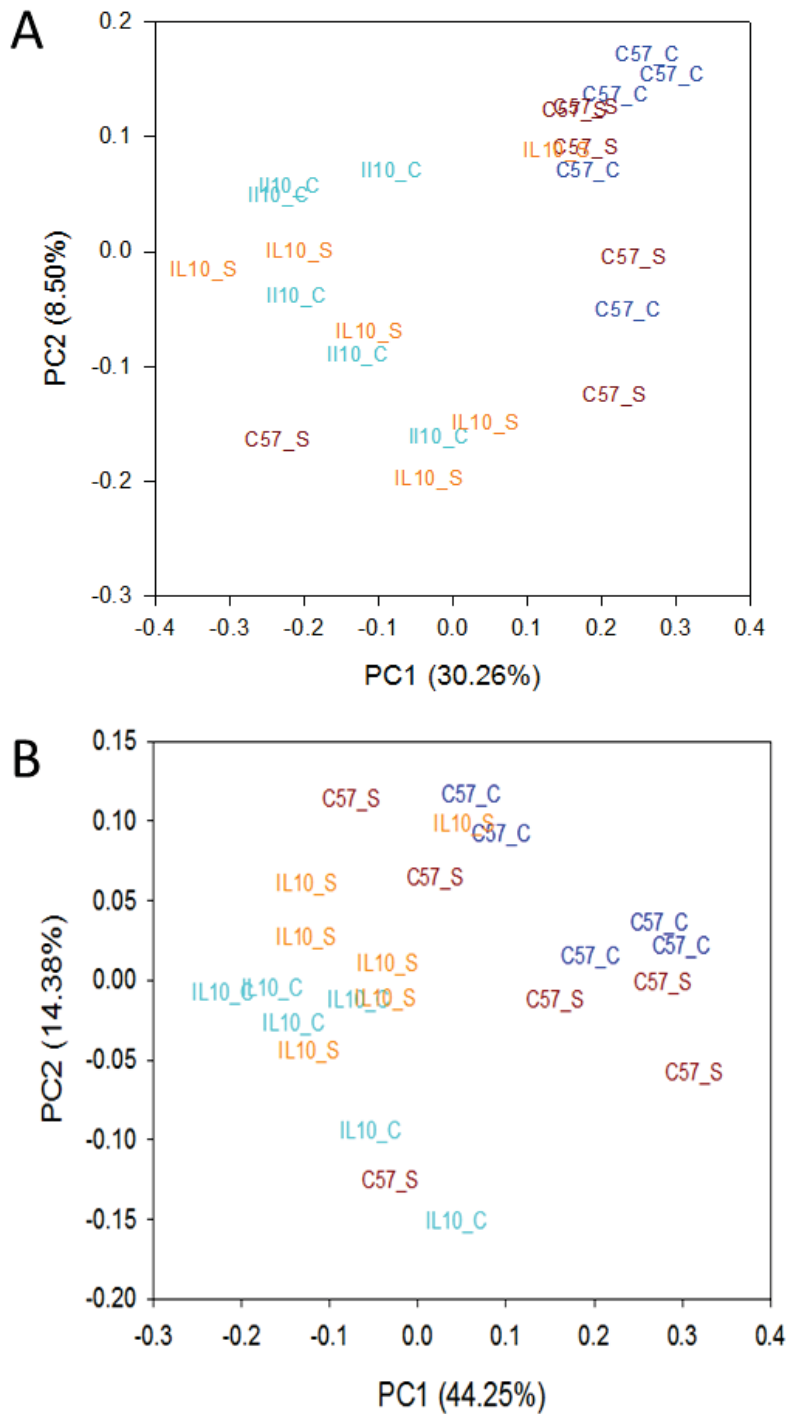 A
0.2
0.1
0.0
-0.1
-0.2
-0.3
PC2 (8.50%)
C57_C
C57_C
C57_C
C57_S
C57_S
C57_S
IL10_S
C57_C
Il10_C
Il10_C
Il10_C
IL10_S
C57_S
IL10_S
Il10_C
C57_C
IL10_S
Il10_C
C57_S
IL10_S
C57_S
Il10_C
IL10_S
-0.4 -0.3 -0.2 -0.1 0.0 0.1 0.2 0.3 0.4
PC1 (30.26%)
B
0.15
0.10
0.05
0.00
-0.05
-0.10
-0.15
-0.20
PC2 (14.38%)
C57_S
C57_C
IL10_S
C57_C
IL10_S
C57_S
C57_C
IL10_S
C57_C
C57_C
IL10_S
C57_S
IL10_C
IL10_C
IL10_C
IL10_S
C57_S
IL10_C
IL10_S
C57_S
IL10_C
C57_S
IL10_C
-0.3 -0.2 -0.1 0.0 0.1 0.2 0.3 0.4
PC1 (44.25%)